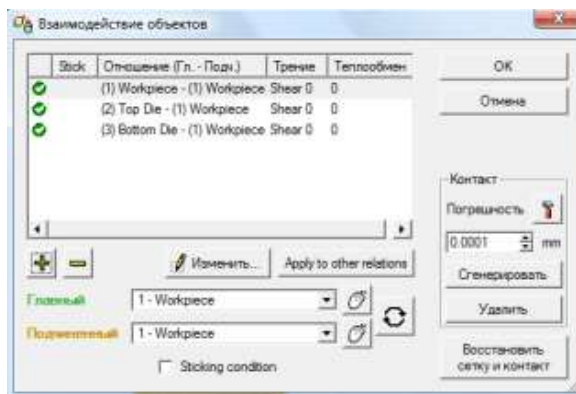 Взаимодействие объектов
Stick Отношение (Гл. - Подч.) Трение Теплообмен
(1) Workpiece - (1) Workpiece Shear 0 0
(2) Top Die - (1) Workpiece Shear 0 0
(3) Bottom Die - (1) Workpiece Shear 0 0
OK
Отмена
Контакт
Погрешность
0.0001 mm
Сгенерировать
Удалить
Восстановить
сетку и контакт
Изменить...
Apply to other relations
Главный 1 - Workpiece
Подчиненный 1 - Workpiece
Sticking condition